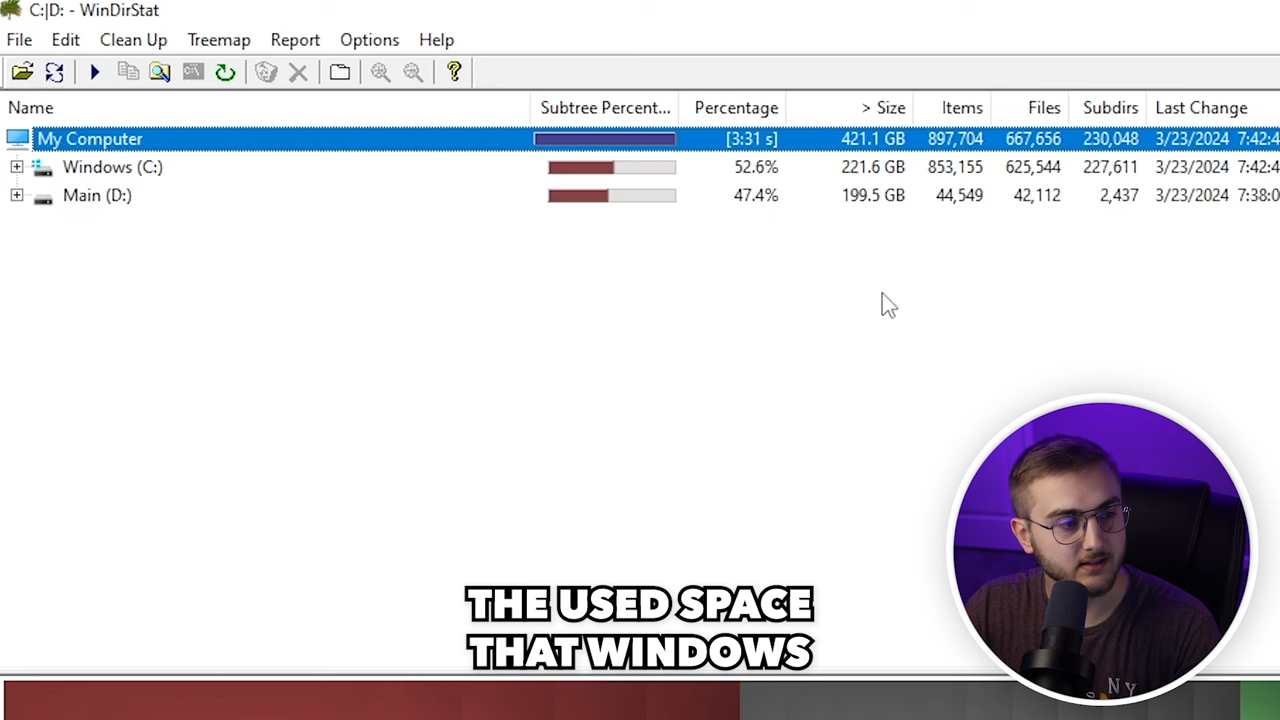 C:|D: - WinDirStat
File Edit Clean Up Treemap Report Options Help
Name Subtree Percent... Percentage > Size Items Files Subdirs Last Change
My Computer [3:31 s] 421.1 GB 897,704 667,656 230,048 3/23/2024 7:42:4
Windows (C:) 52.6% 221.6 GB 853,155 625,544 227,611 3/23/2024 7:42:4
Main (D:) 47.4% 199.5 GB 44,549 42,112 2,437 3/23/2024 7:38:0
THE USED SPACE
THAT WINDOWS